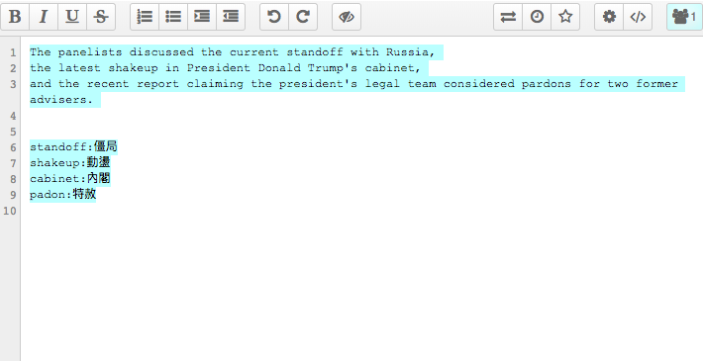 B I U S 1
1 The panelists discussed the current standoff with Russia,
2 the latest shakeup in President Donald Trump's cabinet,
3 and the recent report claiming the president's legal team considered pardons for two former
advisers.
4
5
6 standoff:僵局
7 shakeup:動盪
8 cabinet:內閣
9 padon:特赦
10